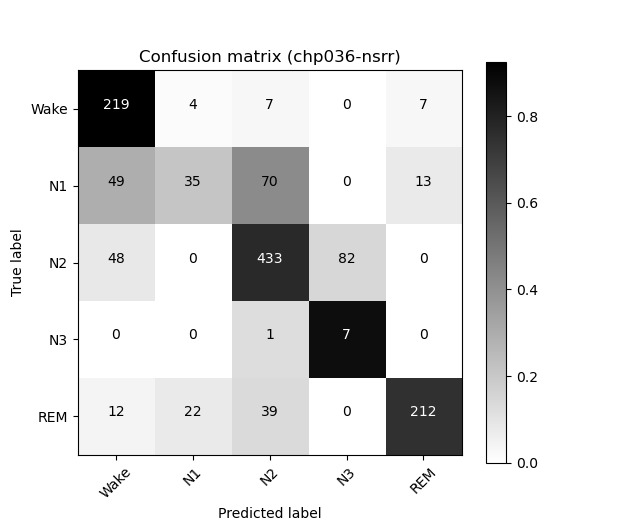 Confusion matrix (chp036-nsrr)
Wake 219 4 7 0 7
N1 49 35 70 0 13
N2 48 0 433 82 0
N3 0 0 1 7 0
REM 12 22 39 0 212
Wake N1 N2 N3 REM
Predicted label
True label
0.8
0.6
0.4
0.2
0.0